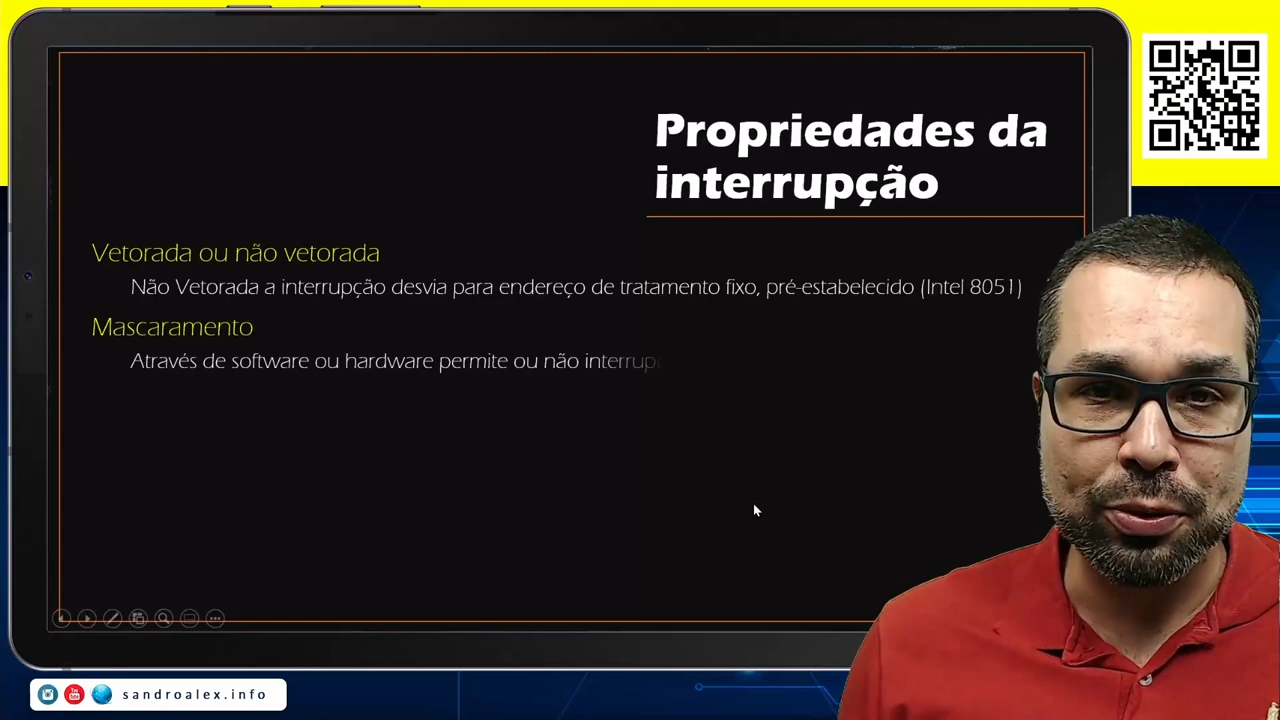 Propriedades da
interrupção
Vetorada ou não vetorada
Não Vetorada a interrupção desvia para endereço de tratamento fixo, pré-estabelecido (Intel 8051)
Mascaramento
Através de software ou hardware permite ou não
sandroalex.info